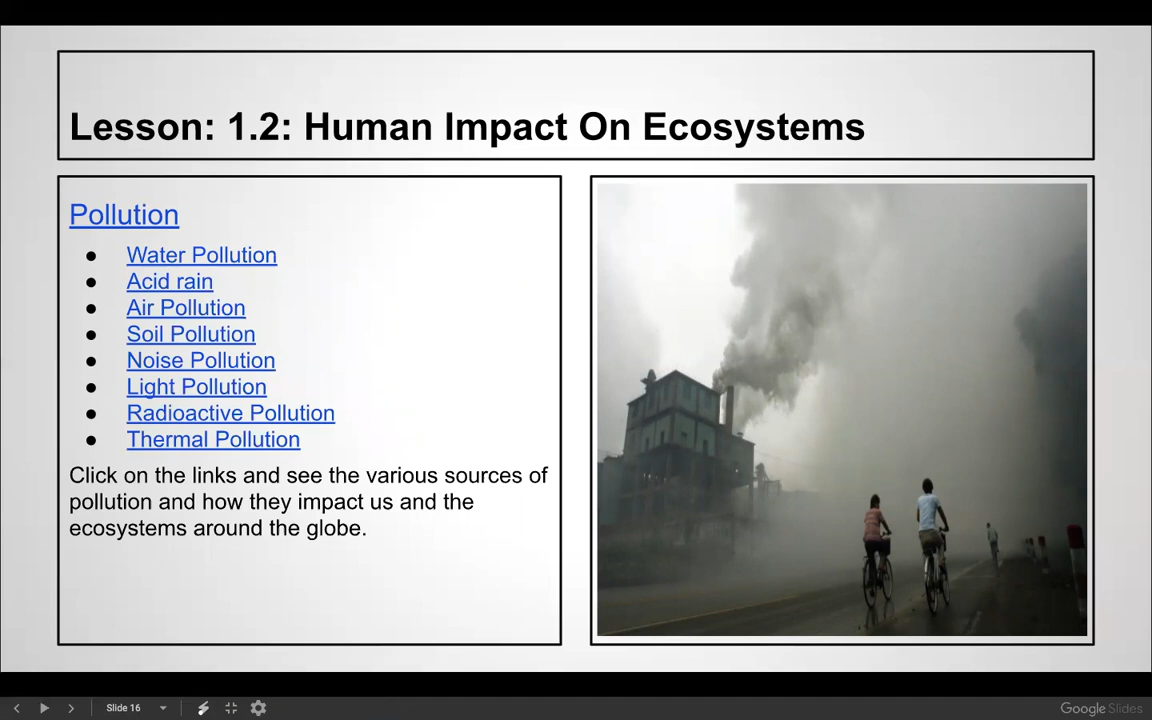 Lesson: 1.2: Human Impact On Ecosystems
Pollution
● Water Pollution
● Acid rain
● Air Pollution
● Soil Pollution
● Noise Pollution
● Light Pollution
● Radioactive Pollution
● Thermal Pollution
Click on the links and see the various sources of
pollution and how they impact us and the
ecosystems around the globe.
Slide 16
Google Slides